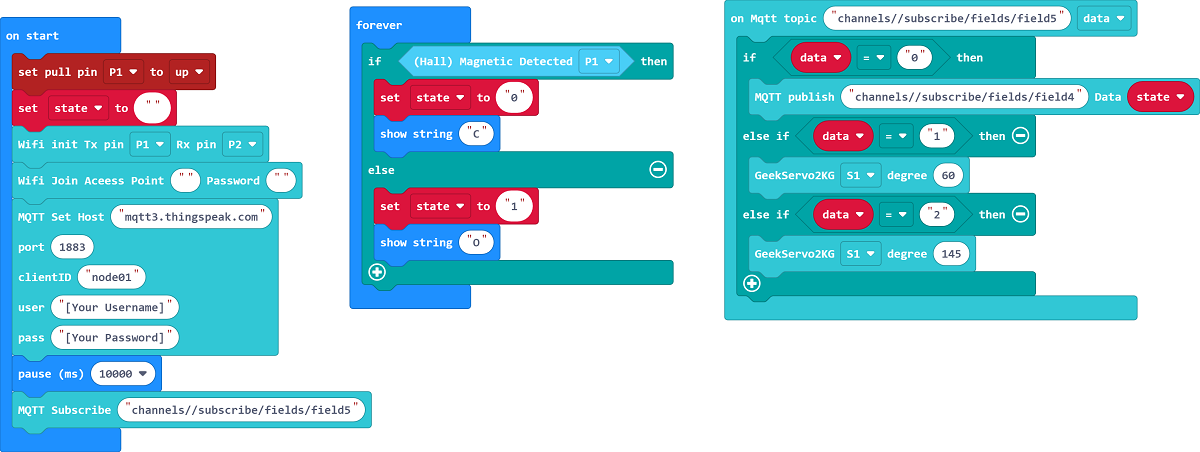 on start
set pull pin P1 to up
set state to " "
Wifi init Tx pin P1 Rx pin P2
Wifi Join Aceess Point " " Password " "
MQTT Set Host "mqtt3.thingspeak.com"
port 1883
clientID "node01"
user "[Your Username]"
pass "[Your Password]"
pause (ms) 10000
MQTT Subscribe "channels//subscribe/fields/field5"
forever
if (Hall) Magnetic Detected P1 then
set state to "0"
show string "C"
else
set state to "1"
show string "O"
on Mqtt topic "channels//subscribe/fields/field5" data
if data = "0" then
MQTT publish "channels//subscribe/fields/field4" Data state
else if data = "1" then
GeekServo2KG S1 degree 60
else if data = "2" then
GeekServo2KG S1 degree 145